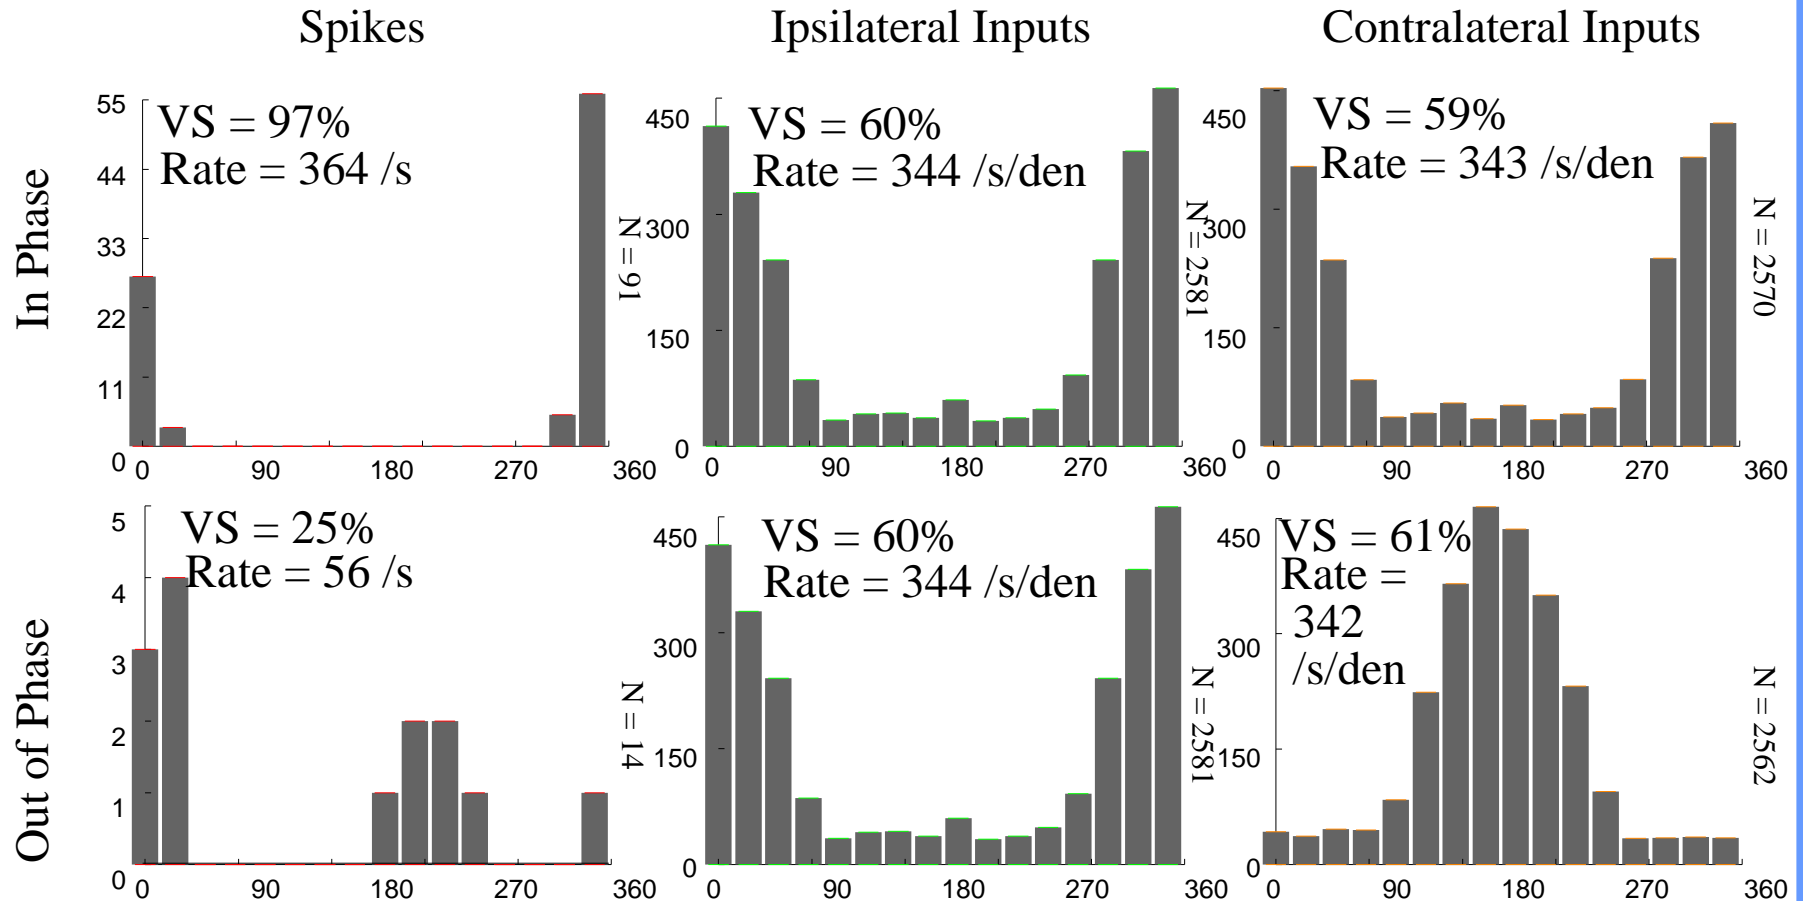 Spikes
Ipsilateral Inputs
Contralateral Inputs
In Phase
55
44
33
22
11
0
VS = 97%
Rate = 364 /s
N = 91
0 90 180 270 360
450
300
150
0
VS = 60%
Rate = 344 /s/den
N = 2581
0 90 180 270 360
450
300
150
0
VS = 59%
Rate = 343 /s/den
N = 2570
0 90 180 270 360
Out of Phase
5
4
3
2
1
0
VS = 25%
Rate = 56 /s
N = 14
0 90 180 270 360
450
300
150
0
VS = 60%
Rate = 344 /s/den
N = 2581
0 90 180 270 360
450
300
150
0
VS = 61%
Rate =
342
/s/den
N = 2562
0 90 180 270 360